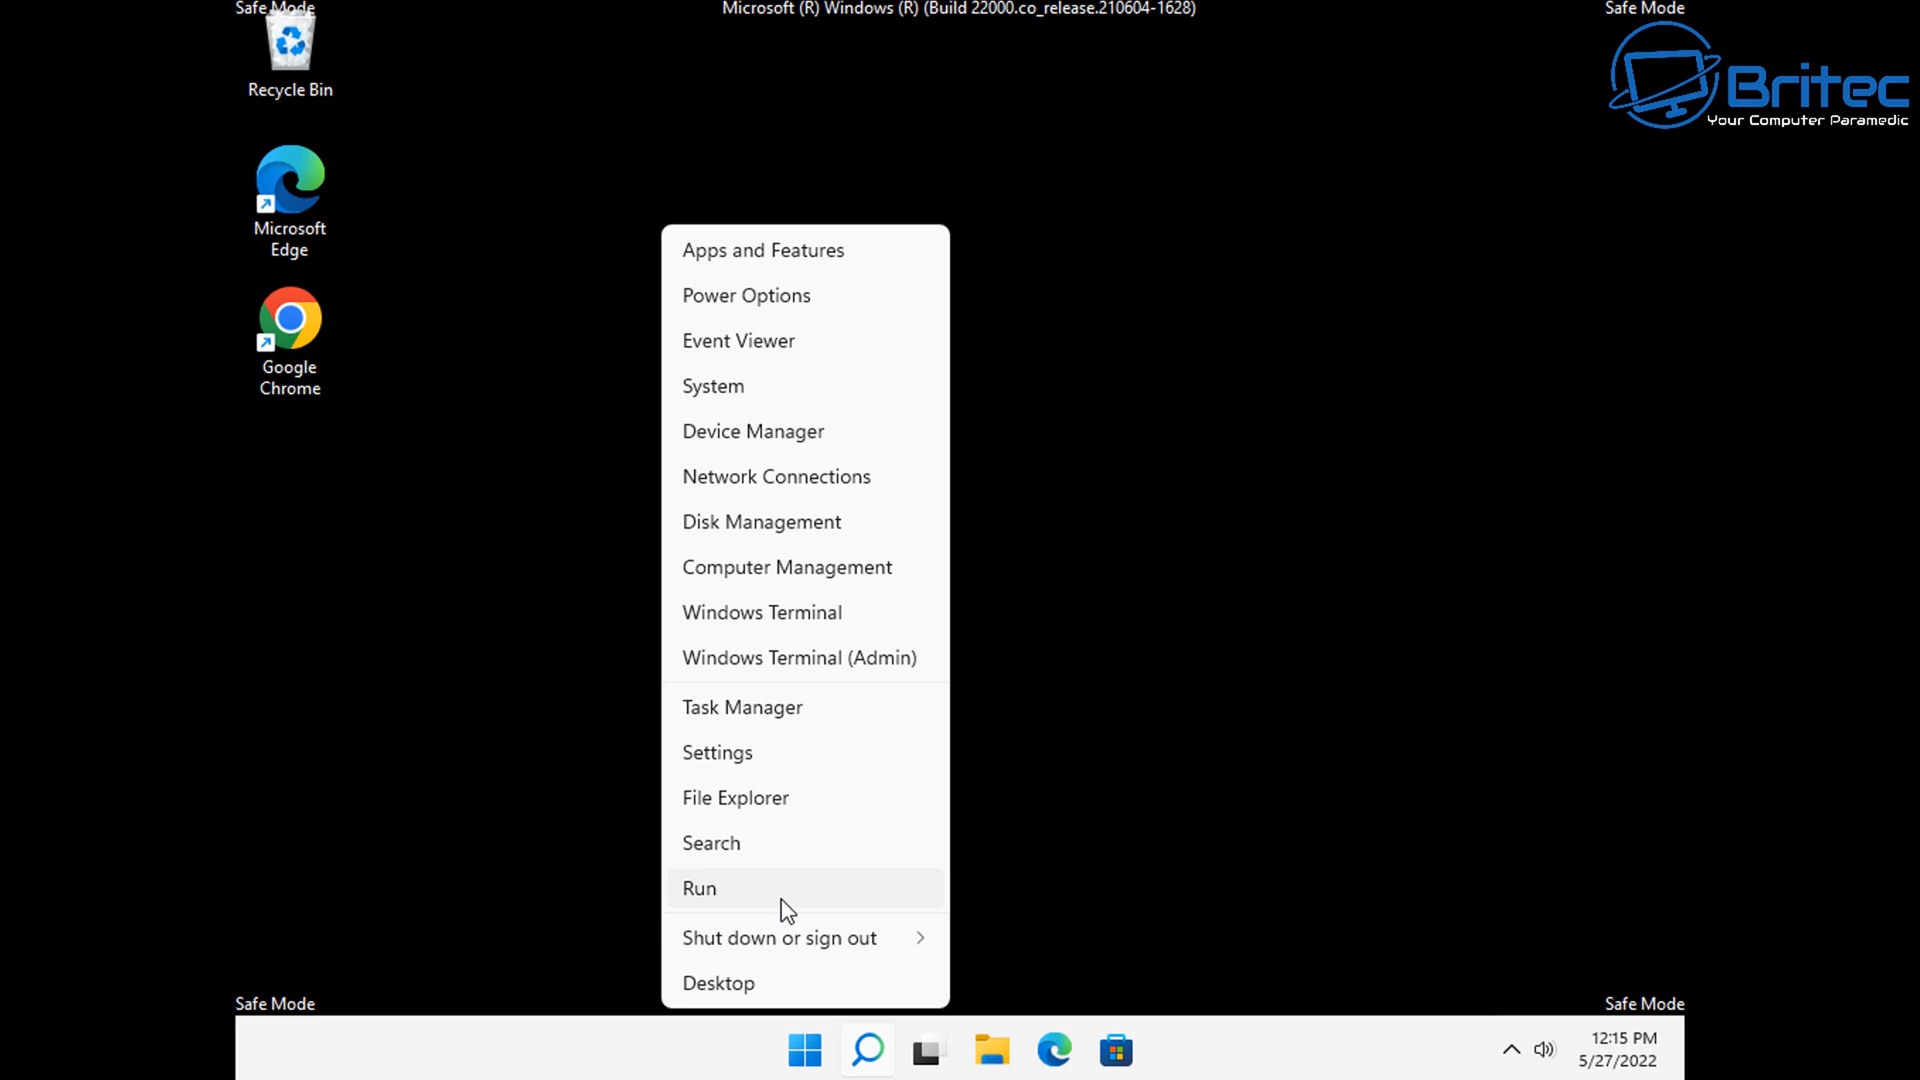 Safe Mode
Microsoft (R) Windows (R) (Build 22000.co_release.210604-1628)
Safe Mode
Recycle Bin
Britec
Your Computer Paramedic
Microsoft
Edge
Google
Chrome
Apps and Features
Power Options
Event Viewer
System
Device Manager
Network Connections
Disk Management
Computer Management
Windows Terminal
Windows Terminal (Admin)
Task Manager
Settings
File Explorer
Search
Run
Shut down or sign out
Desktop
Safe Mode
Safe Mode
12:15 PM
5/27/2022